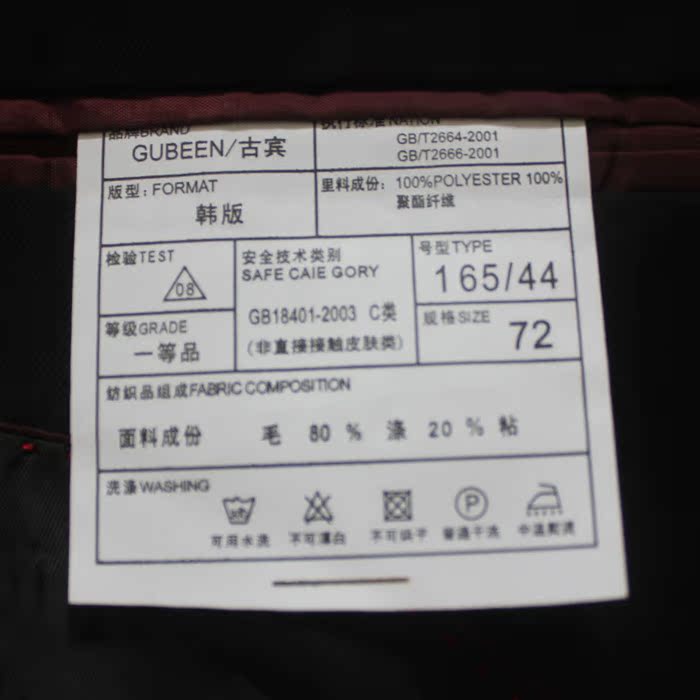 品牌BRAND
GUBEEN/古宾
执行标准NATION
GB/T2664-2001
GB/T2666-2001
版型: FORMAT
韩版
里料成份: 100%POLYESTER 100%
聚酯纤维
检验TEST
08
安全技术类别
SAFE CAIE GORY
GB18401-2003 C类
(非直接接触皮肤类)
号型TYPE
165/44
等级GRADE
一等品
规格SIZE
72
纺织品组成FABRIC COMPOSITION
面料成份 毛 80 % 涤 20 % 粘
洗涤WASHING
P
可用水洗 不可漂白 不可烘干 普通干洗 中温熨烫